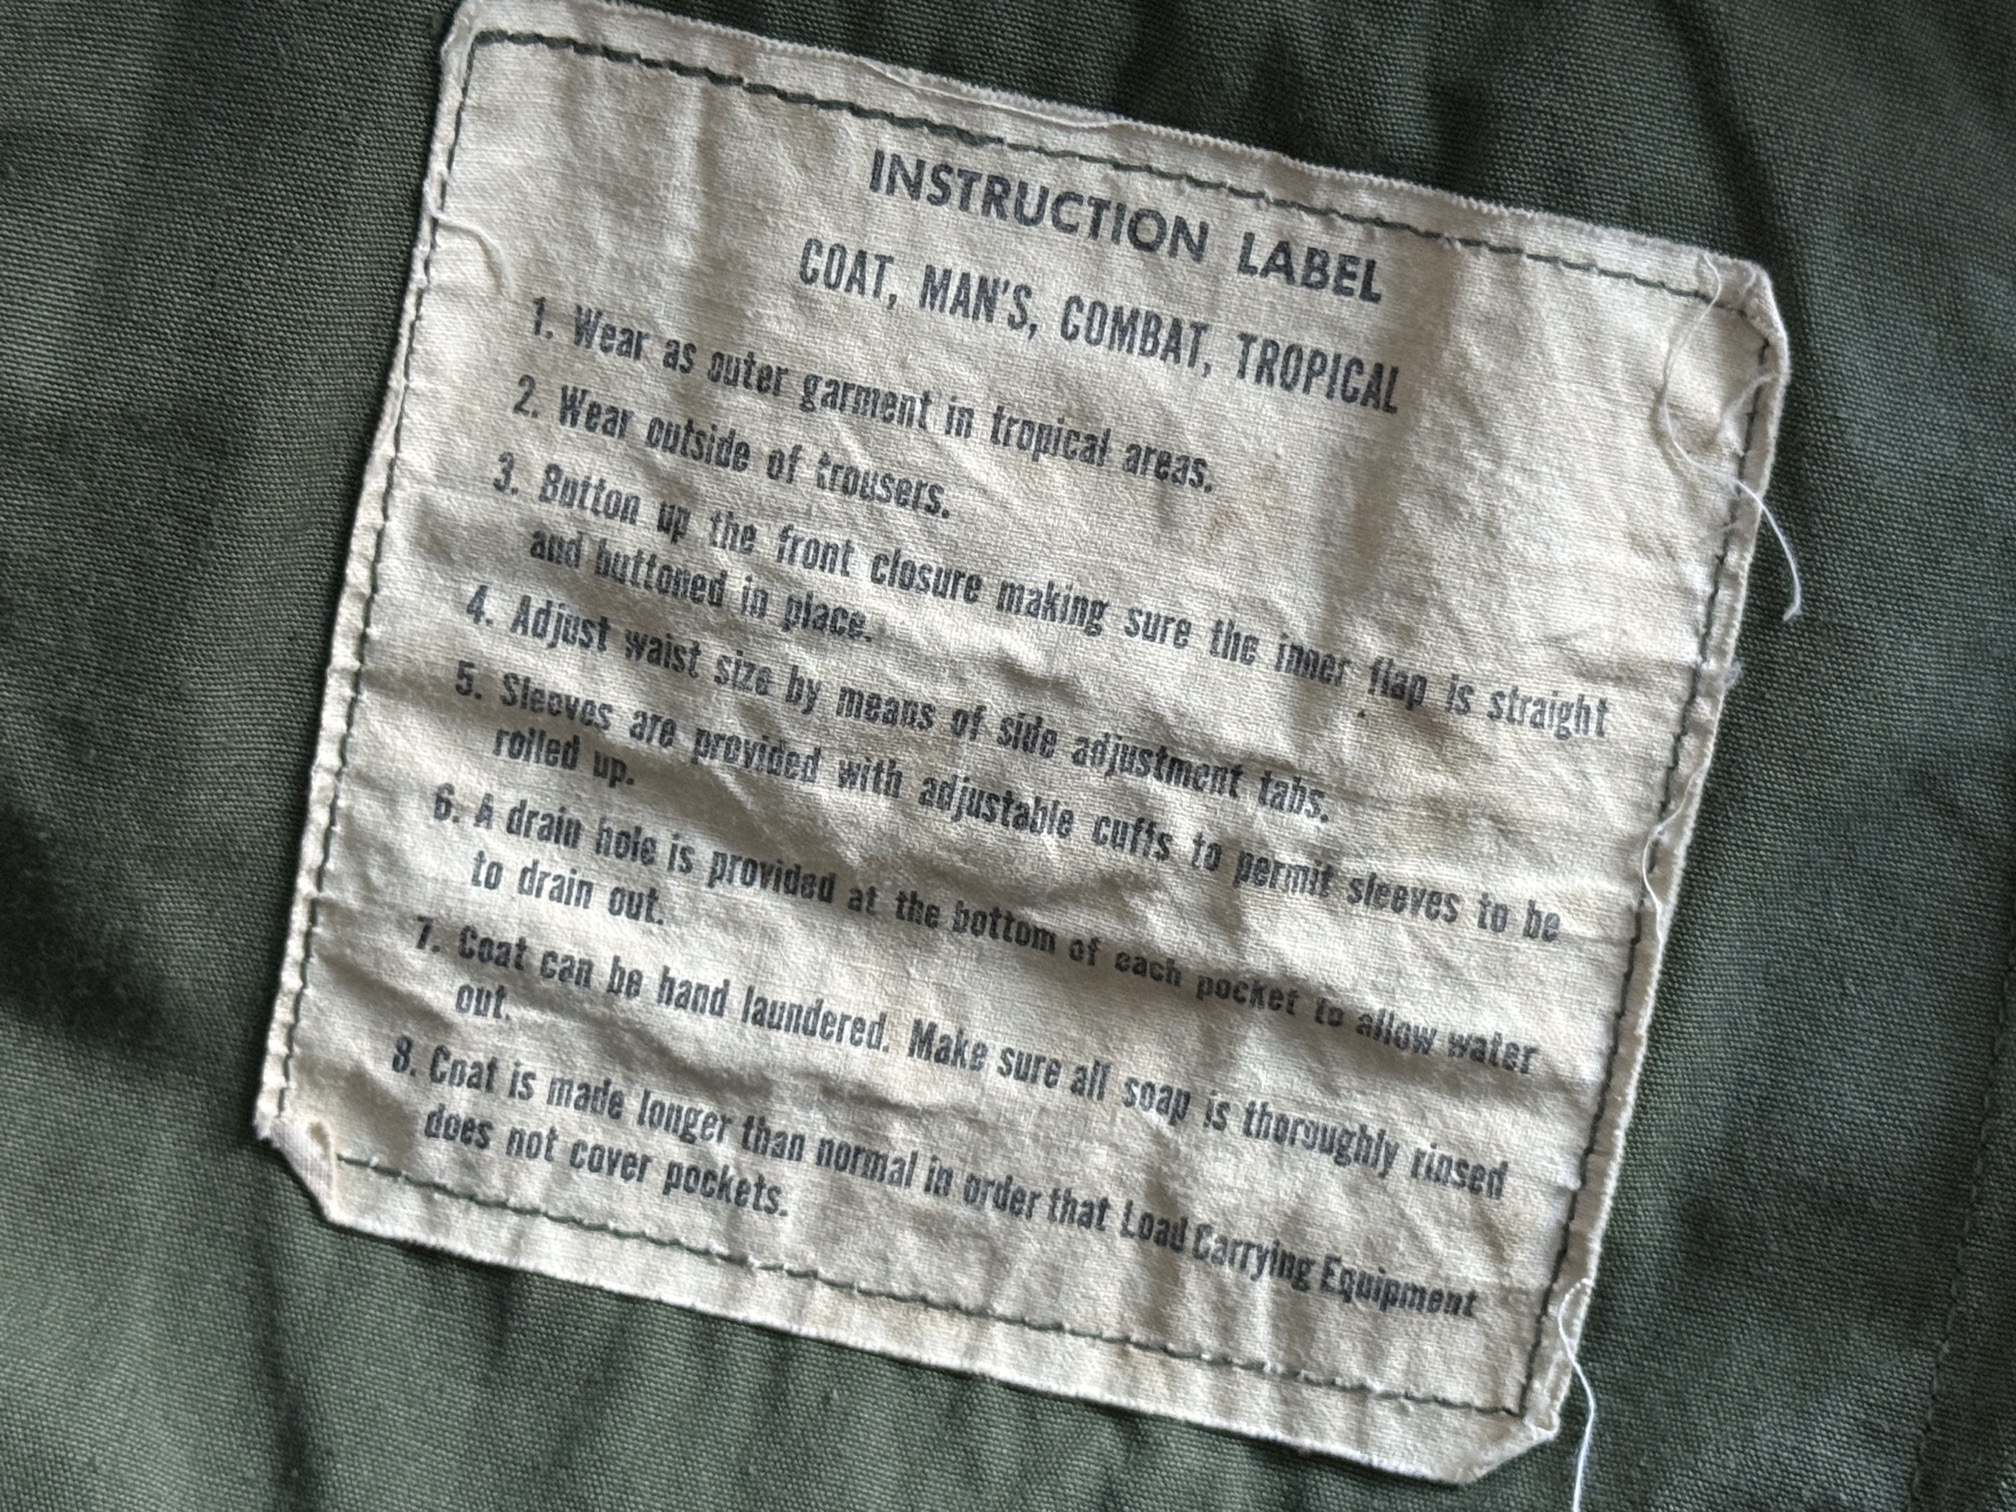 INSTRUCTION LABEL
COAT, MAN'S, COMBAT, TROPICAL
1. Wear as outer garment in tropical areas.
2. Wear outside of trousers.
3. Button up the front closure making sure the inner flap is straight
and buttoned in place.
4. Adjust waist size by means of side adjustment tabs.
5. Sleeves are provided with adjustable cuffs to permit sleeves to be
rolled up.
6. A drain hole is provided at the bottom of each pocket to allow water
to drain out.
7. Coat can be hand laundered. Make sure all soap is thoroughly rinsed
out.
8. Coat is made longer than normal in order that Load Carrying Equipment
does not cover pockets.